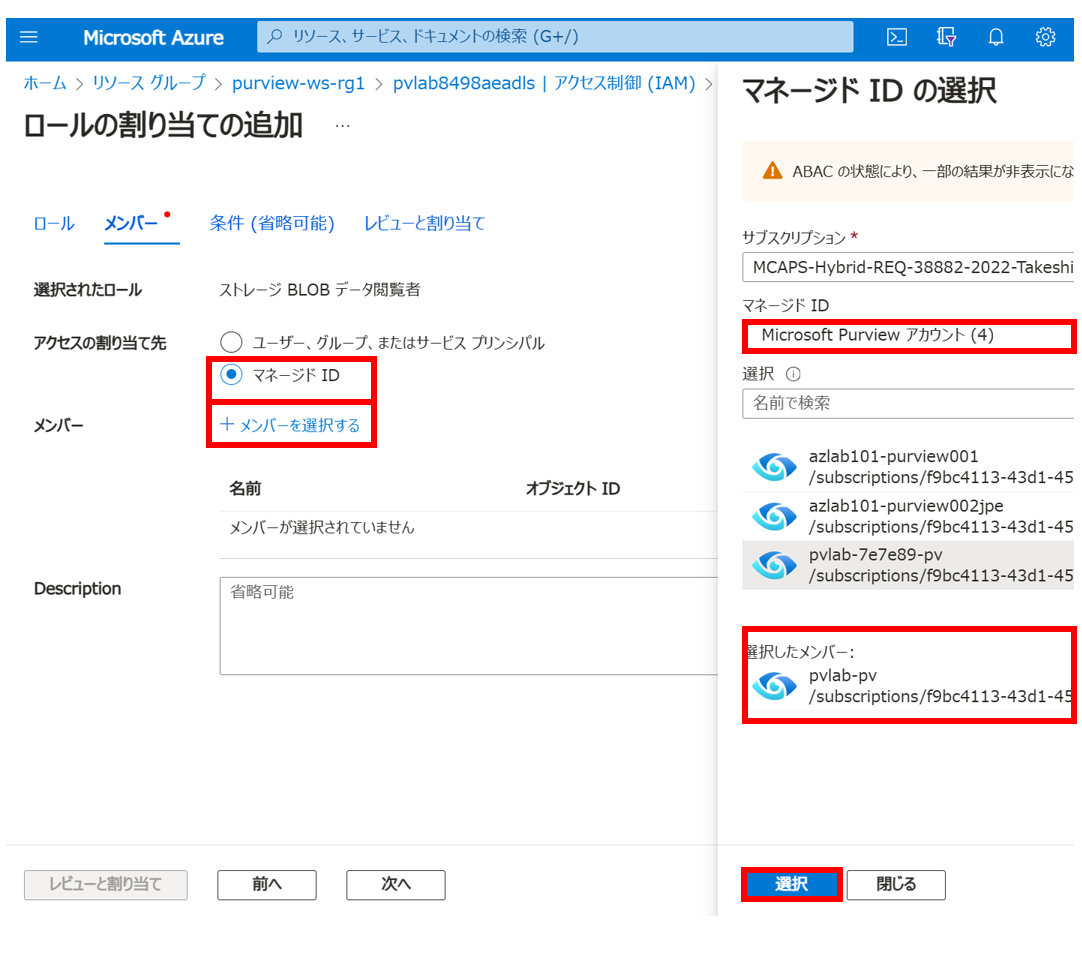 Microsoft Azure
リソース、サービス、ドキュメントの検索 (G+/)
ホーム > リソース グループ > purview-ws-rg1 > pvlab8498aeadls | アクセス制御 (IAM) >
ロールの割り当ての追加 …
ロール メンバー 条件 (省略可能) レビューと割り当て
選択されたロール ストレージ BLOB データ閲覧者
アクセスの割り当て先 ユーザー、グループ、またはサービス プリンシパル
マネージド ID
メンバー + メンバーを選択する
名前 オブジェクト ID
メンバーが選択されていません
Description 省略可能
レビューと割り当て 前へ 次へ
マネージド ID の選択
ABAC の状態により、一部の結果が非表示にな
サブスクリプション *
MCAPS-Hybrid-REQ-38882-2022-Takeshi
マネージド ID
Microsoft Purview アカウント (4)
選択
名前で検索
azlab101-purview001
/subscriptions/f9bc4113-43d1-45
azlab101-purview002jpe
/subscriptions/f9bc4113-43d1-45
pvlab-7e7e89-pv
/subscriptions/f9bc4113-43d1-45
選択したメンバー:
pvlab-pv
/subscriptions/f9bc4113-43d1-45
選択 閉じる